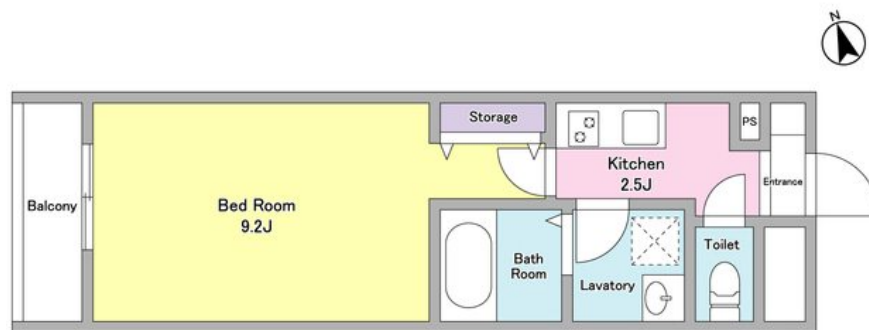 N
Storage
PS
Kitchen
2.5J
Entrance
Balcony
Bed Room
9.2J
Toilet
Bath
Room
Lavatory